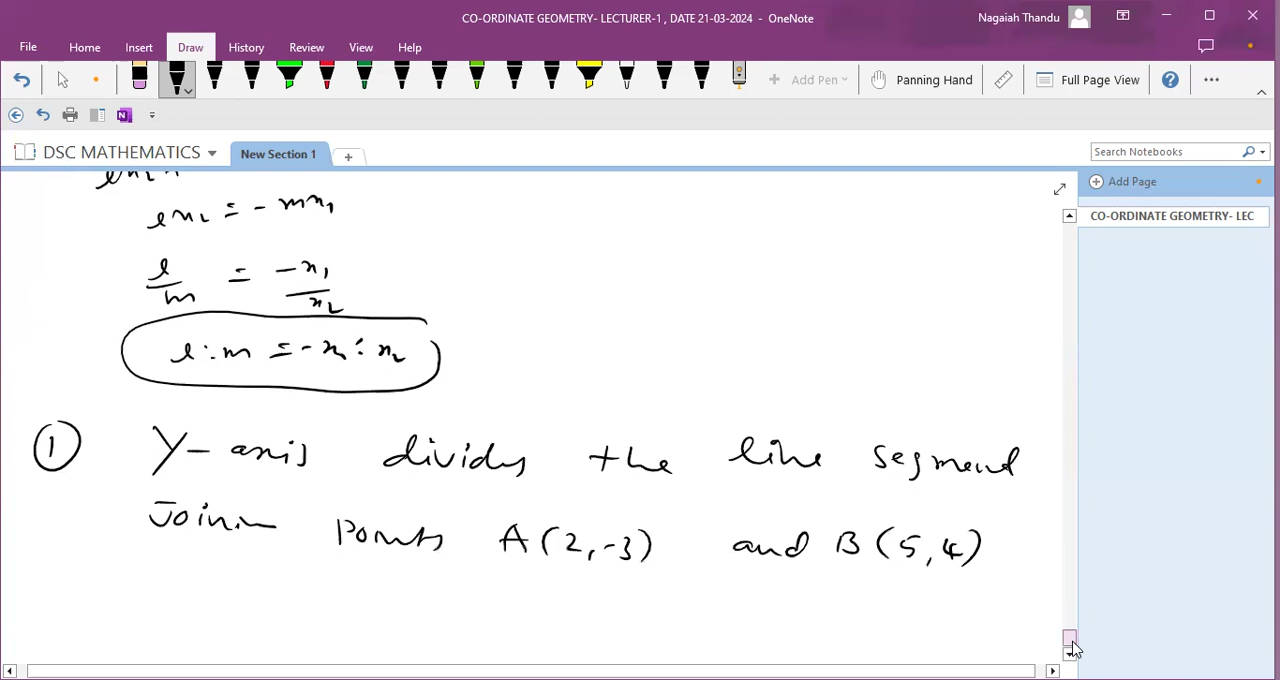 CO-ORDINATE GEOMETRY- LECTURER-1 , DATE 21-03-2024 - OneNote
Nagaiah Thandu
File Home Insert Draw History Review View Help
Add Pen Panning Hand Full Page View
DSC MATHEMATICS New Section 1
Search Notebooks
Add Page
CO-ORDINATE GEOMETRY- LEC
lx₂ = - mx₁
l/m = -x₁/x₂
l : m = - x₁ : x₂
① Y-axis divides the line segment
Joinin points A(2,-3) and B(5,4)